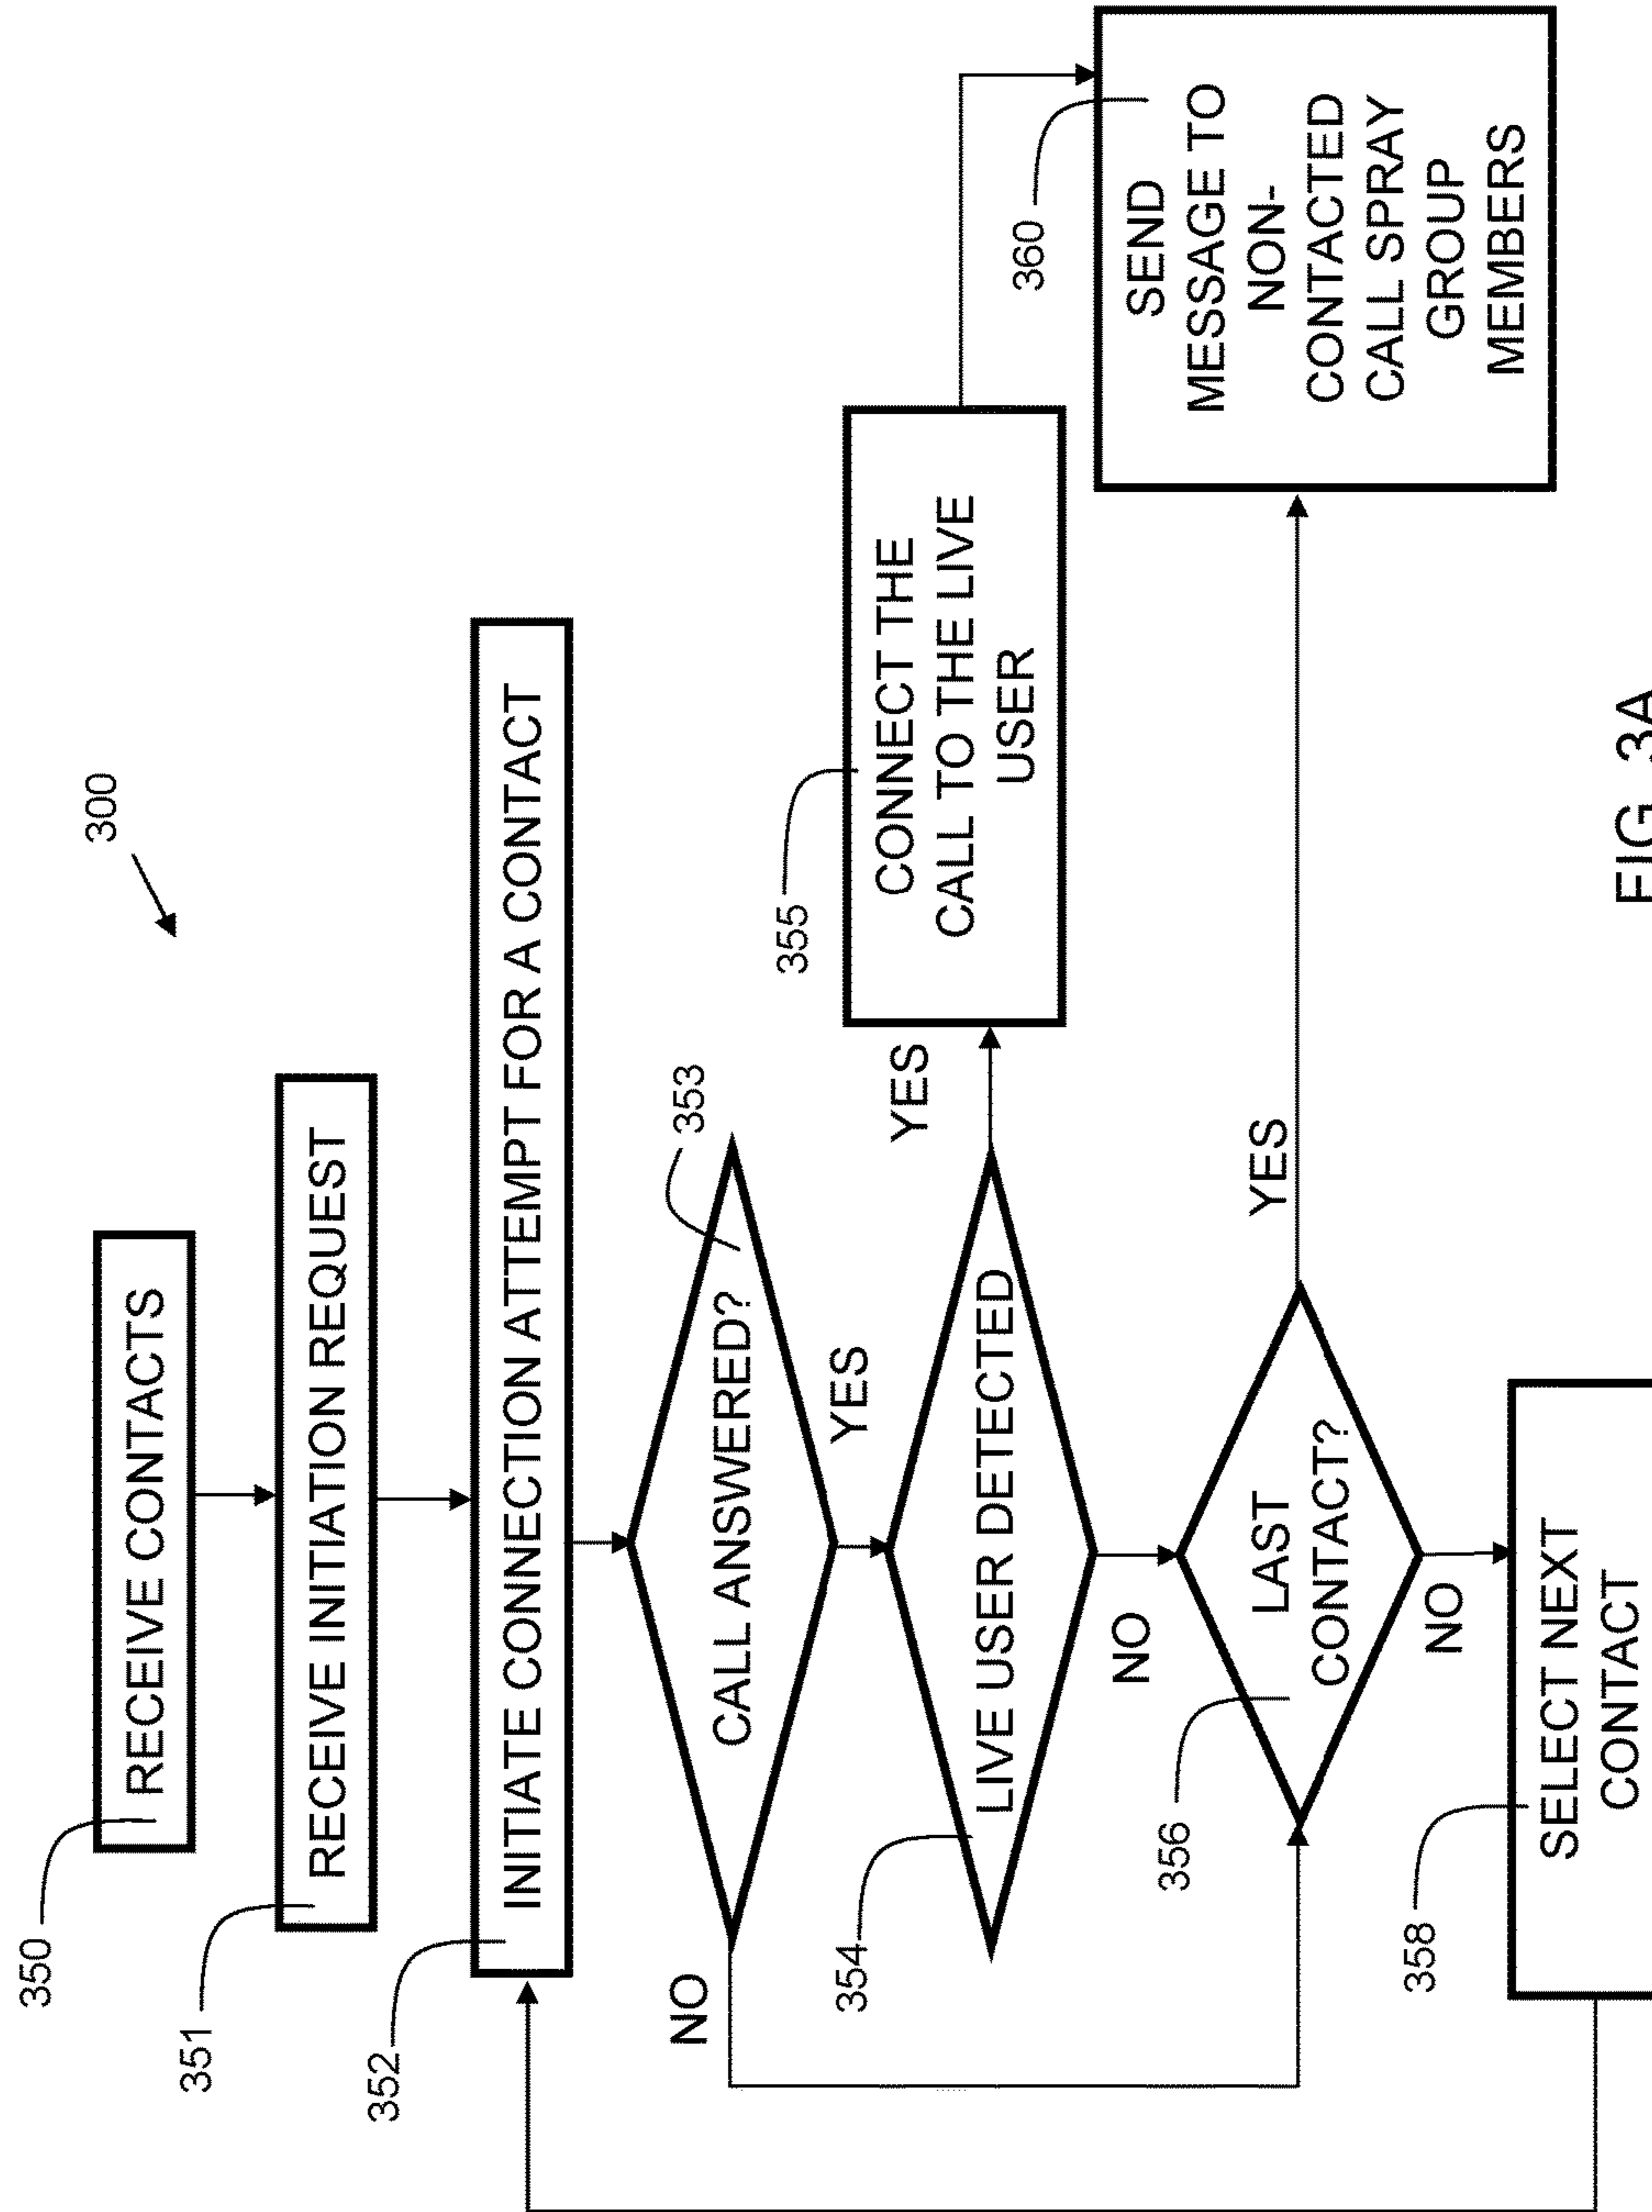 300
350
RECEIVE CONTACTS
351
RECEIVE INITIATION REQUEST
352
INITIATE CONNECTION ATTEMPT FOR A CONTACT
353
CALL ANSWERED?
NO
YES
354
LIVE USER DETECTED
YES
355
CONNECT THE
CALL TO THE LIVE
USER
NO
356
LAST
CONTACT?
YES
360
SEND
MESSAGE TO
NON-
CONTACTED
CALL SPRAY
GROUP
MEMBERS
NO
358
SELECT NEXT
CONTACT
FIG. 3A